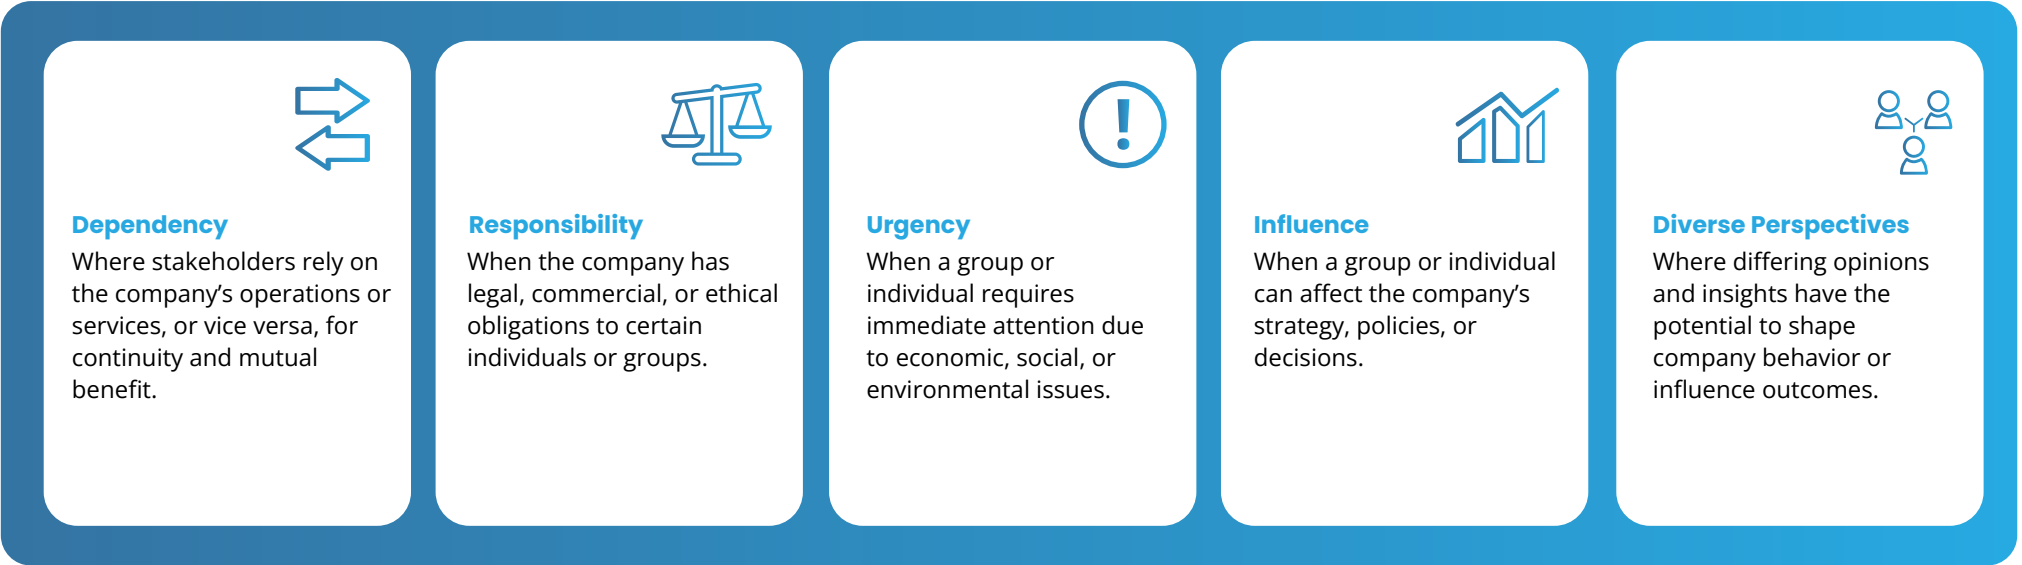 Dependency
Where stakeholders rely on
the company’s operations or
services, or vice versa, for
continuity and mutual
benefit.
Responsibility
When the company has
legal, commercial, or ethical
obligations to certain
individuals or groups.
Urgency
When a group or
individual requires
immediate attention due
to economic, social, or
environmental issues.
Influence
When a group or individual
can affect the company’s
strategy, policies, or
decisions.
Diverse Perspectives
Where differing opinions
and insights have the
potential to shape
company behavior or
influence outcomes.